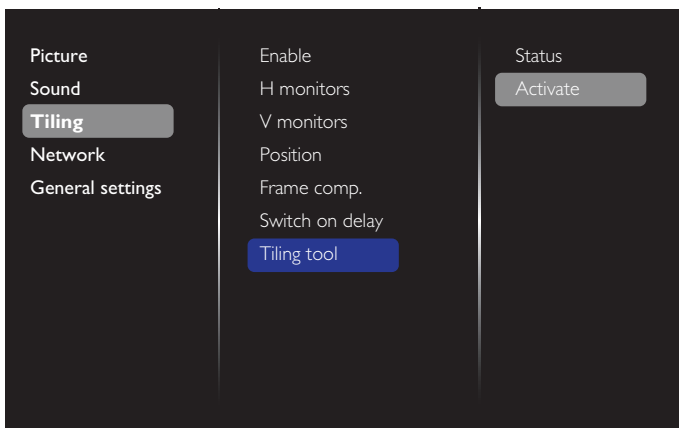 Picture
Sound
Tiling
Network
General settings
Enable
H monitors
V monitors
Position
Frame comp.
Switch on delay
Tiling tool
Status
Activate